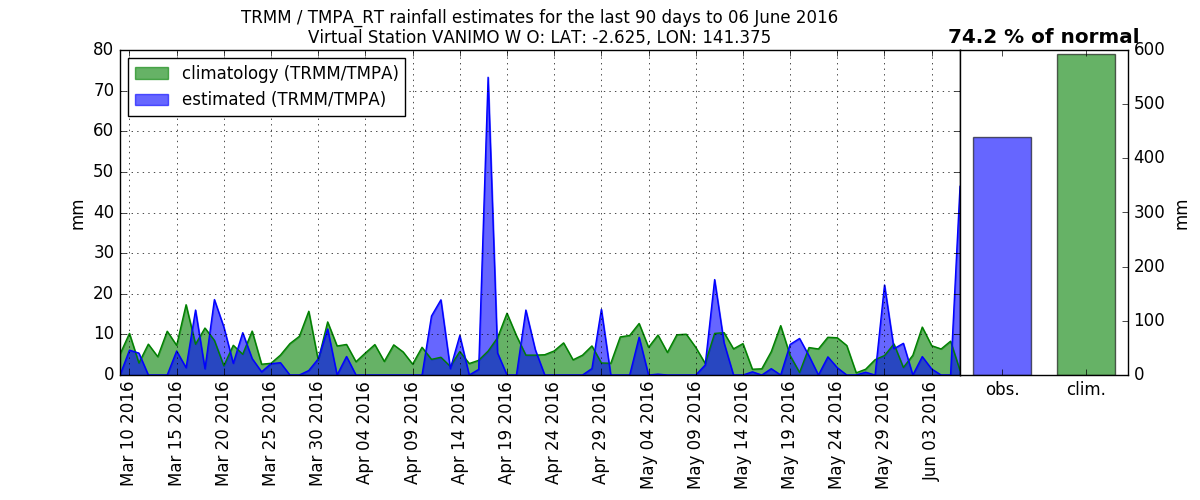 TRMM / TMPA_RT rainfall estimates for the last 90 days to 06 June 2016
Virtual Station VANIMO W O: LAT: -2.625, LON: 141.375
74.2 % of normal
climatology (TRMM/TMPA)
estimated (TRMM/TMPA)
80
70
60
50
40
30
20
10
0
mm
600
500
400
300
200
100
0
mm
Mar 10 2016
Mar 15 2016
Mar 20 2016
Mar 25 2016
Mar 30 2016
Apr 04 2016
Apr 09 2016
Apr 14 2016
Apr 19 2016
Apr 24 2016
Apr 29 2016
May 04 2016
May 09 2016
May 14 2016
May 19 2016
May 24 2016
May 29 2016
Jun 03 2016
obs.
clim.